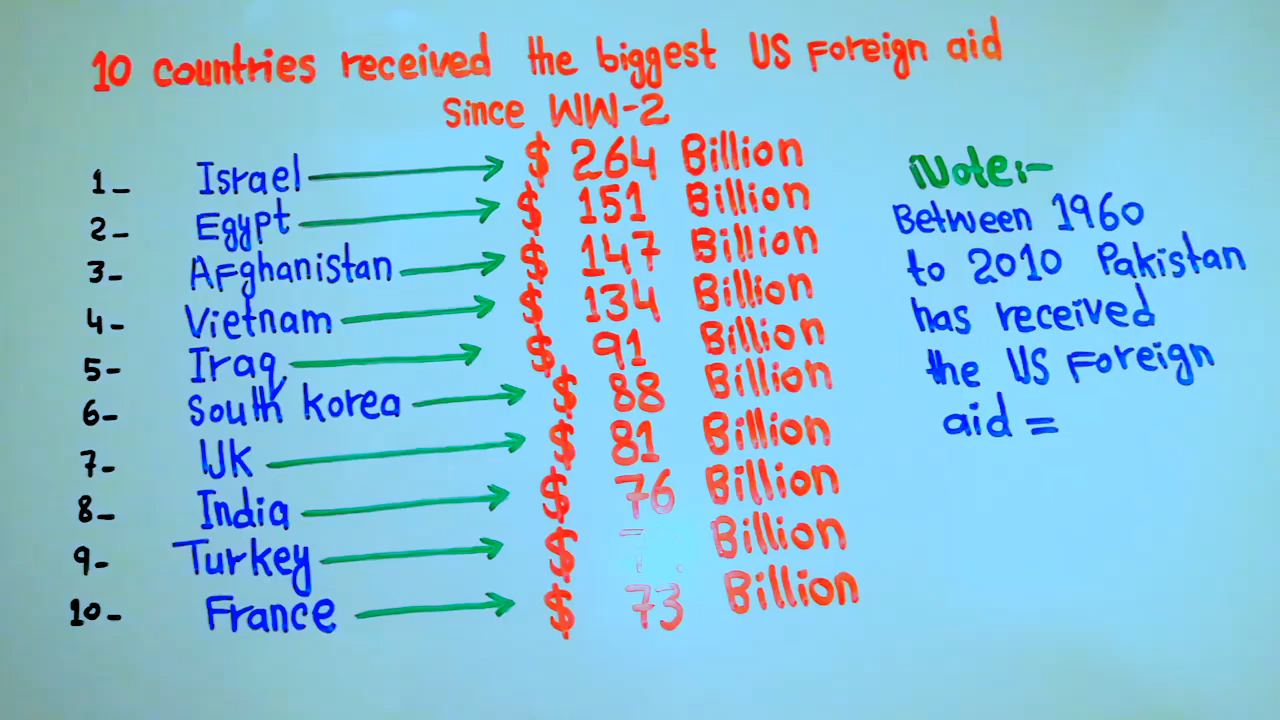 10 countries received the biggest US Foreign aid
Since WW-2
1- Israel $ 264 Billion
2- Egypt $ 151 Billion
3- Afghanistan $ 147 Billion
4- Vietnam $ 134 Billion
5- Iraq $ 91 Billion
6- South korea $ 88 Billion
7- Uk $ 81 Billion
8- India $ 76 Billion
9- Turkey $ Billion
10- France $ 73 Billion
Note:-
Between 1960
to 2010 Pakistan
has received
the US Foreign
aid =